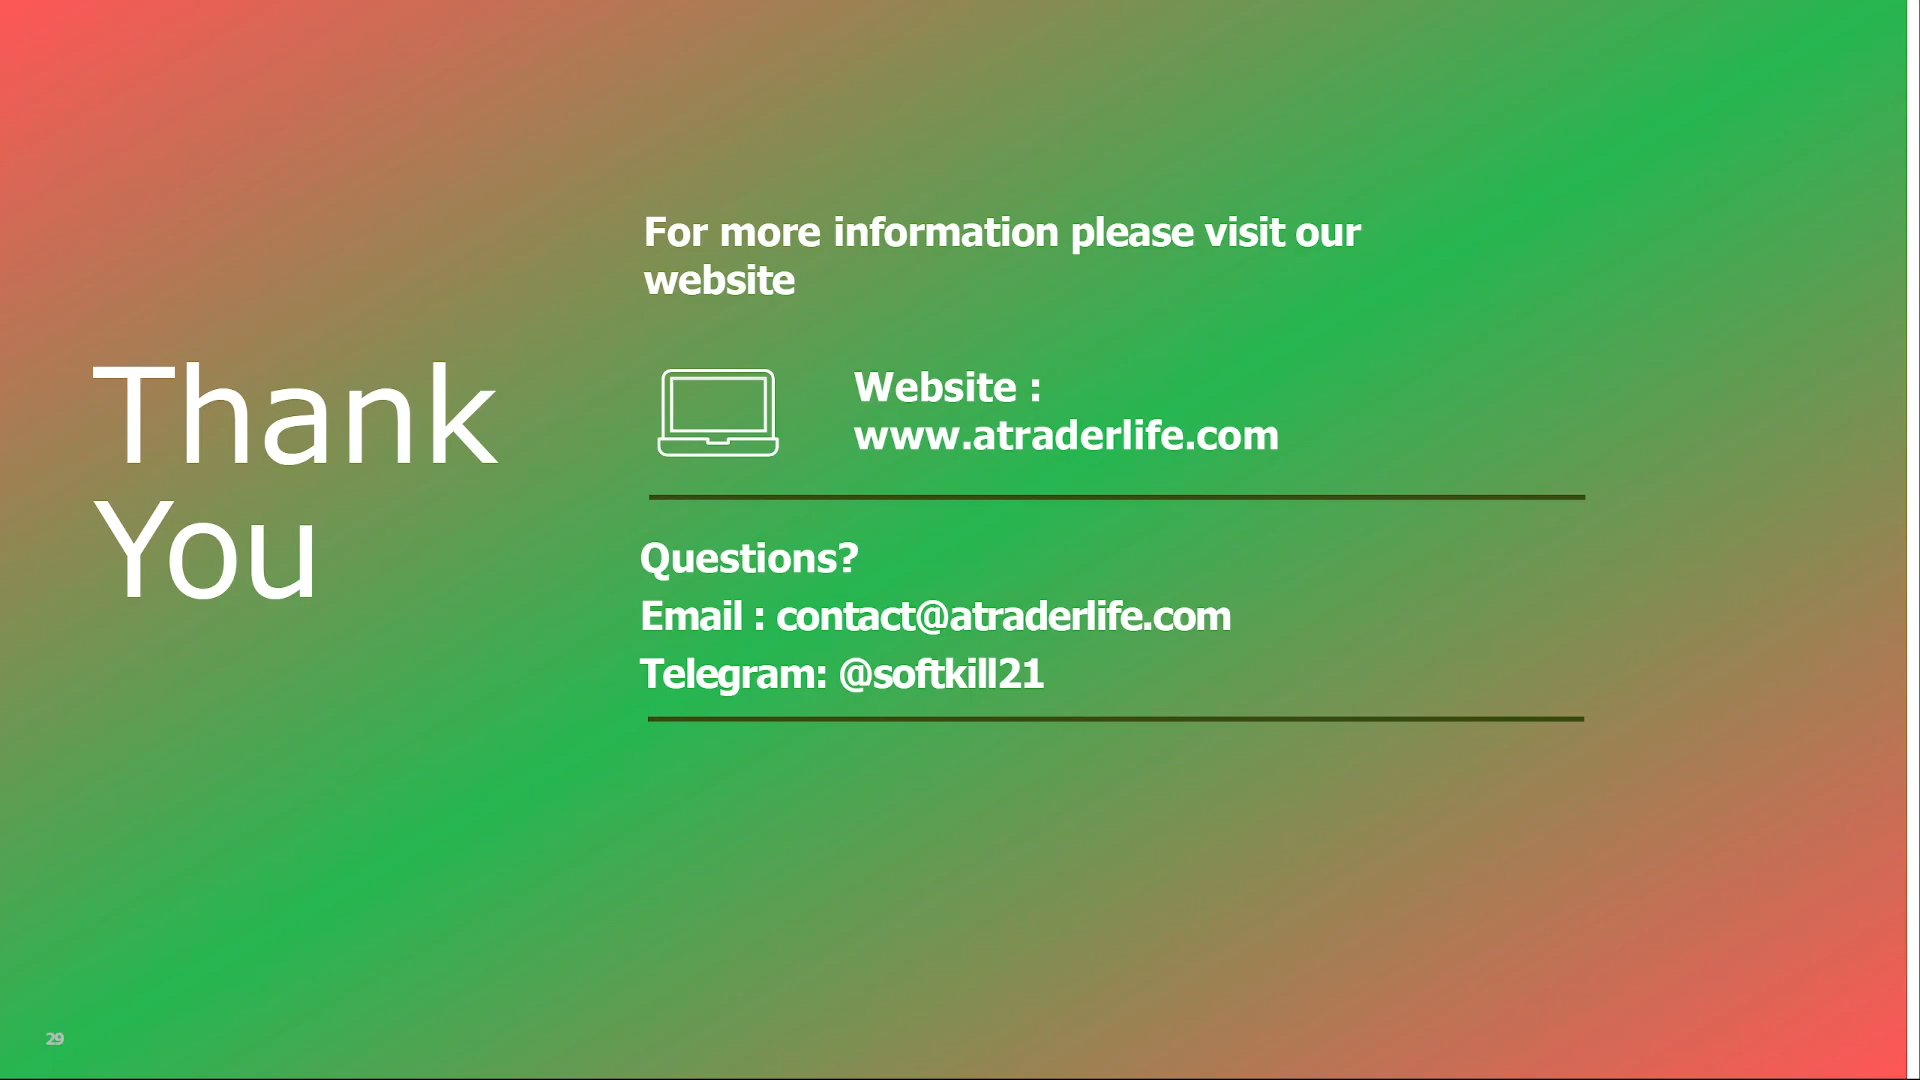 Thank
You
For more information please visit our
website
Website :
www.atraderlife.com
Questions?
Email : contact@atraderlife.com
Telegram: @softkill21
29